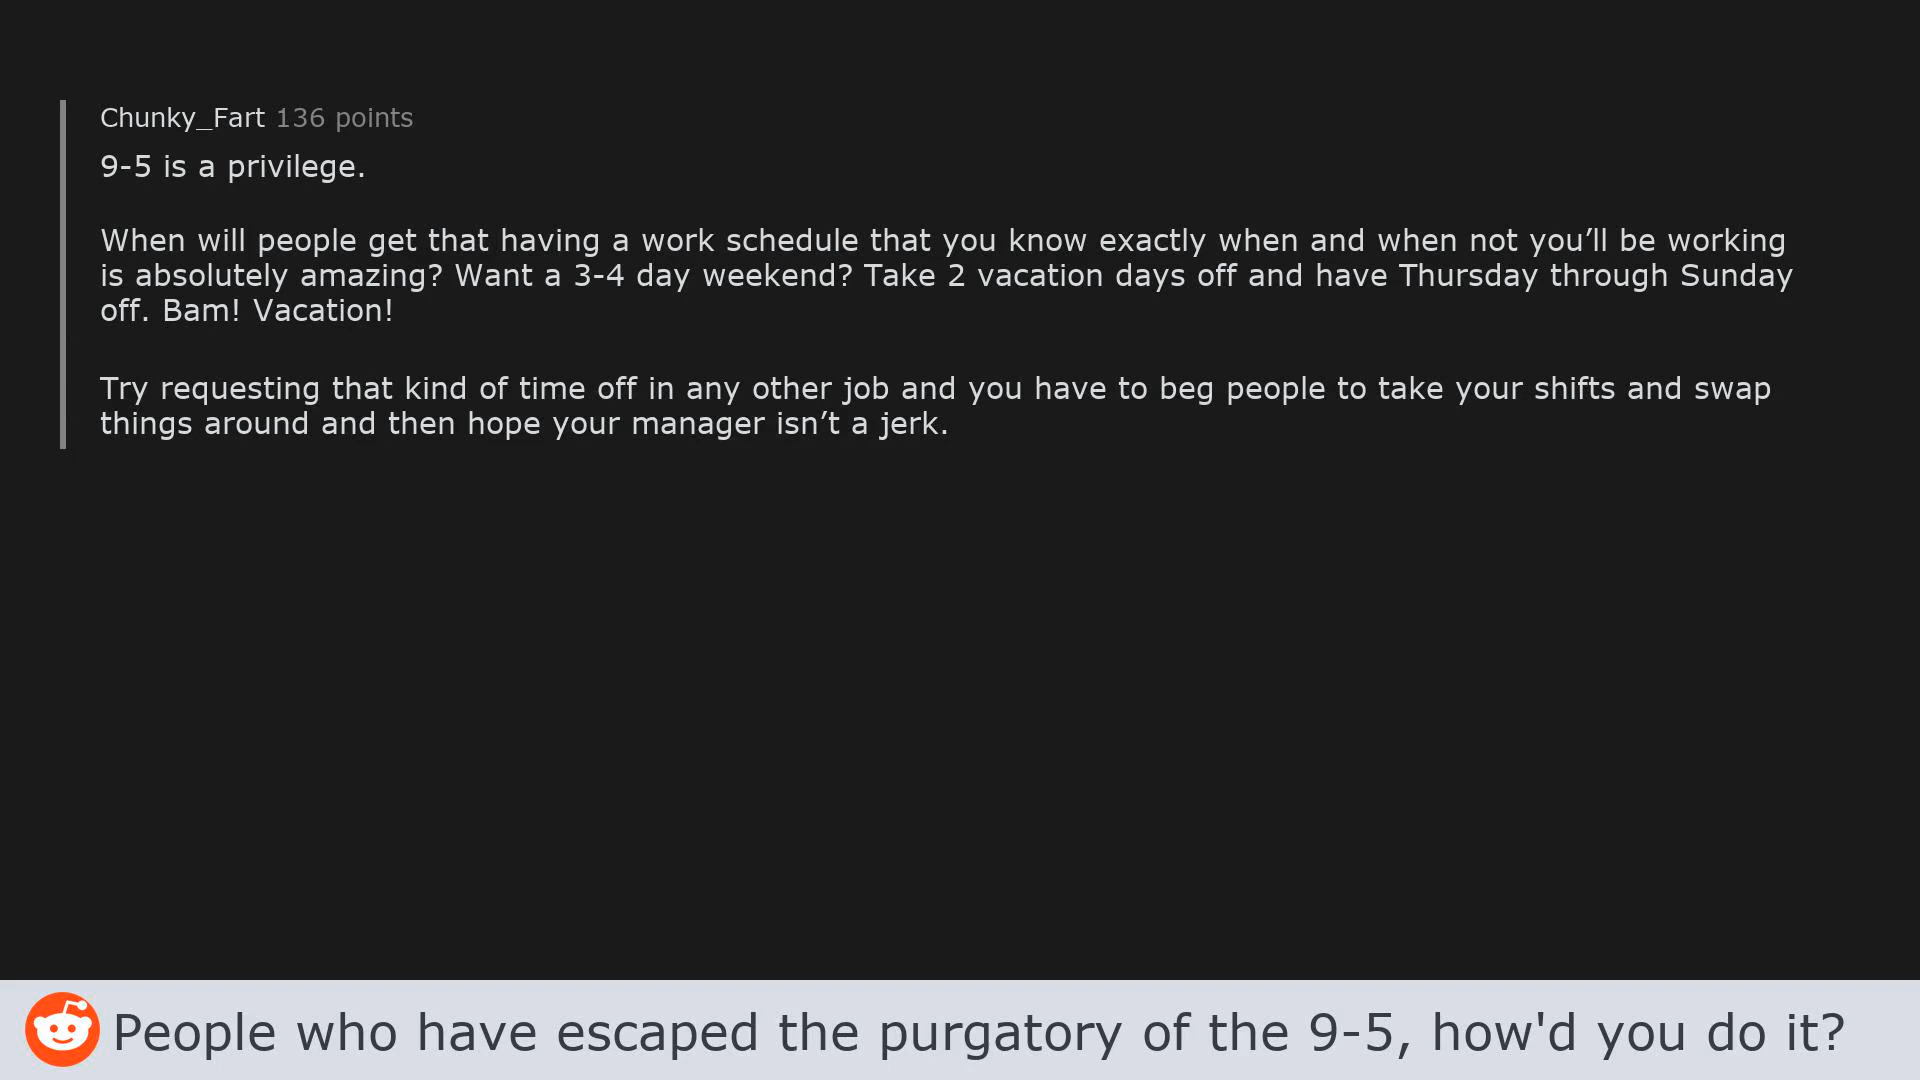 Chunky_Fart 136 points
9-5 is a privilege.
When will people get that having a work schedule that you know exactly when and when not you’ll be working
is absolutely amazing? Want a 3-4 day weekend? Take 2 vacation days off and have Thursday through Sunday
off. Bam! Vacation!
Try requesting that kind of time off in any other job and you have to beg people to take your shifts and swap
things around and then hope your manager isn’t a jerk.
People who have escaped the purgatory of the 9-5, how'd you do it?